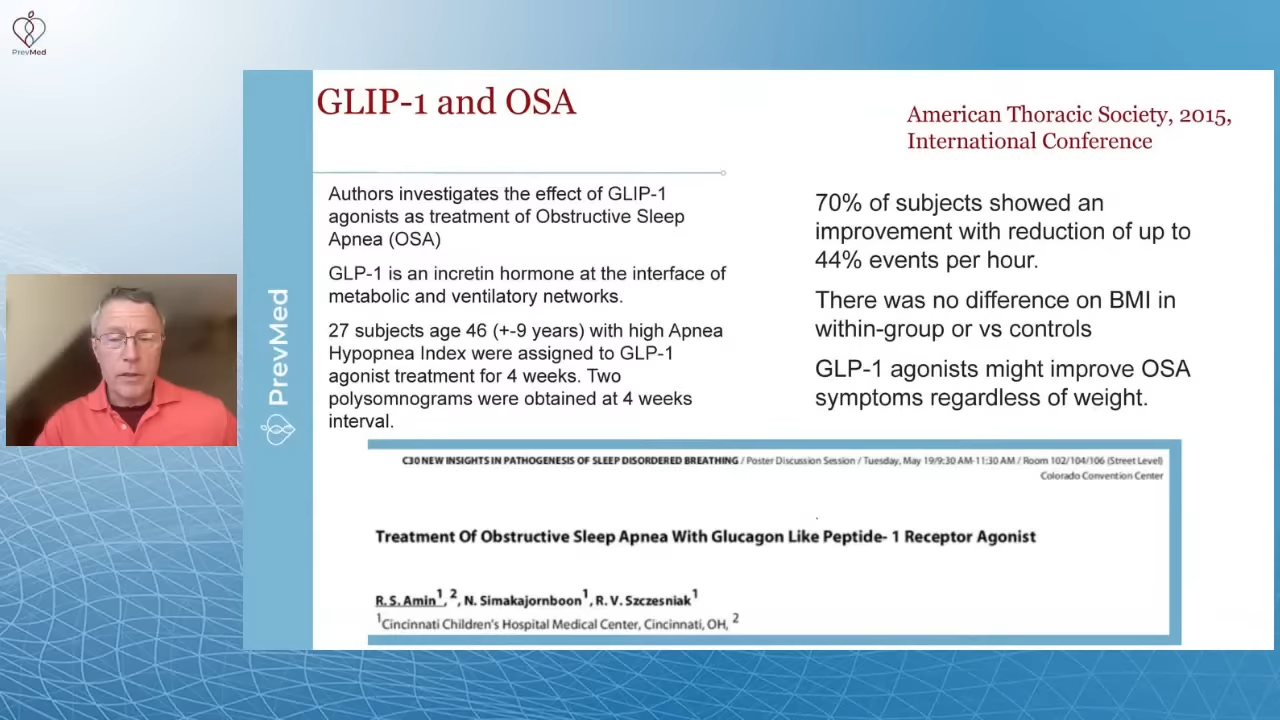 PrevMed
GLIP-1 and OSA
American Thoracic Society, 2015,
International Conference
Authors investigates the effect of GLIP-1
agonists as treatment of Obstructive Sleep
Apnea (OSA)
GLP-1 is an incretin hormone at the interface of
metabolic and ventilatory networks.
27 subjects age 46 (+-9 years) with high Apnea
Hypopnea Index were assigned to GLP-1
agonist treatment for 4 weeks. Two
polysomnograms were obtained at 4 weeks
interval.
70% of subjects showed an
improvement with reduction of up to
44% events per hour.
There was no difference on BMI in
within-group or vs controls
GLP-1 agonists might improve OSA
symptoms regardless of weight.
PrevMed
C30 NEW INSIGHTS IN PATHOGENESIS OF SLEEP DISORDERED BREATHING / Poster Discussion Session / Tuesday, May 19/9:30 AM-11:30 AM / Room 102/104/106 (Street Level)
Colorado Convention Center
Treatment Of Obstructive Sleep Apnea With Glucagon Like Peptide- 1 Receptor Agonist
R. S. Amin1, 2, N. Simakajornboon1, R. V. Szczesniak1
1Cincinnati Children's Hospital Medical Center, Cincinnati, OH, 2